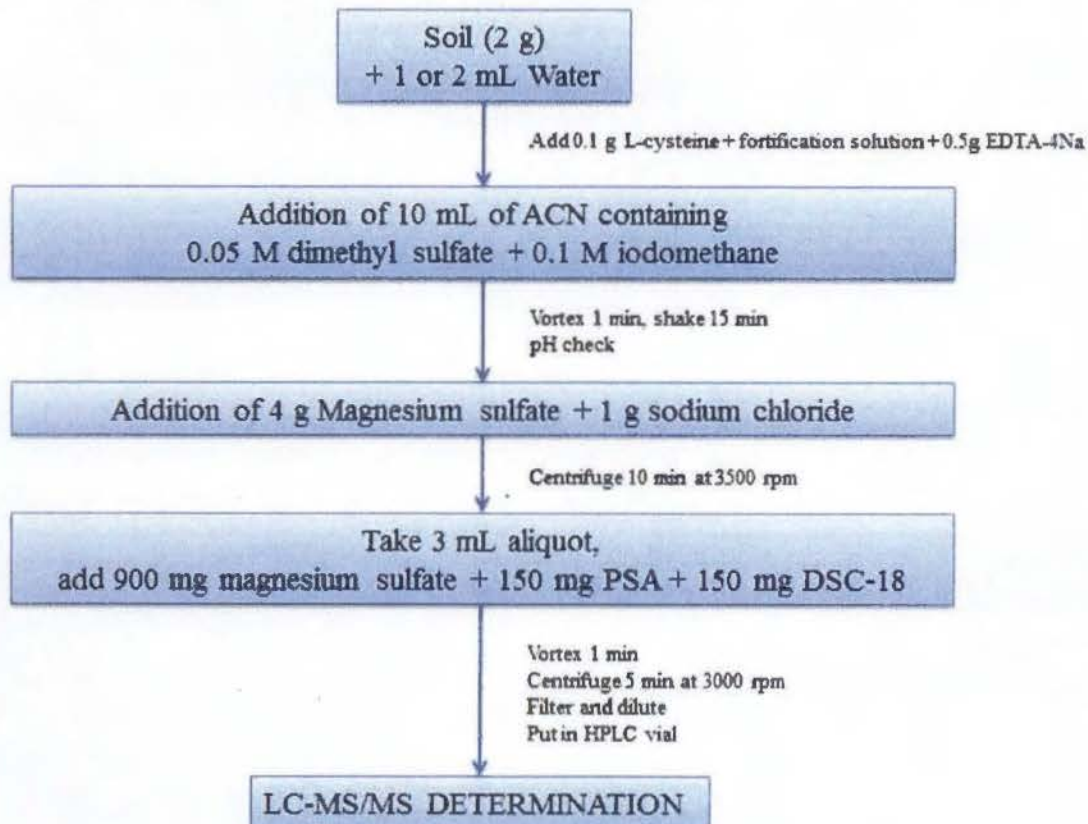 Soil (2 g)
+ 1 or 2 mL Water
Add 0.1 g L-cysteine + fortification solution + 0.5g EDTA-4Na
Addition of 10 mL of ACN containing
0.05 M dimethyl sulfate + 0.1 M iodomethane
Vortex 1 min, shake 15 min
pH check
Addition of 4 g Magnesium sulfate + 1 g sodium chloride
Centrifuge 10 min at 3500 rpm
Take 3 mL aliquot,
add 900 mg magnesium sulfate + 150 mg PSA + 150 mg DSC-18
Vortex 1 min
Centrifuge 5 min at 3000 rpm
Filter and dilute
Put in HPLC vial
LC-MS/MS DETERMINATION